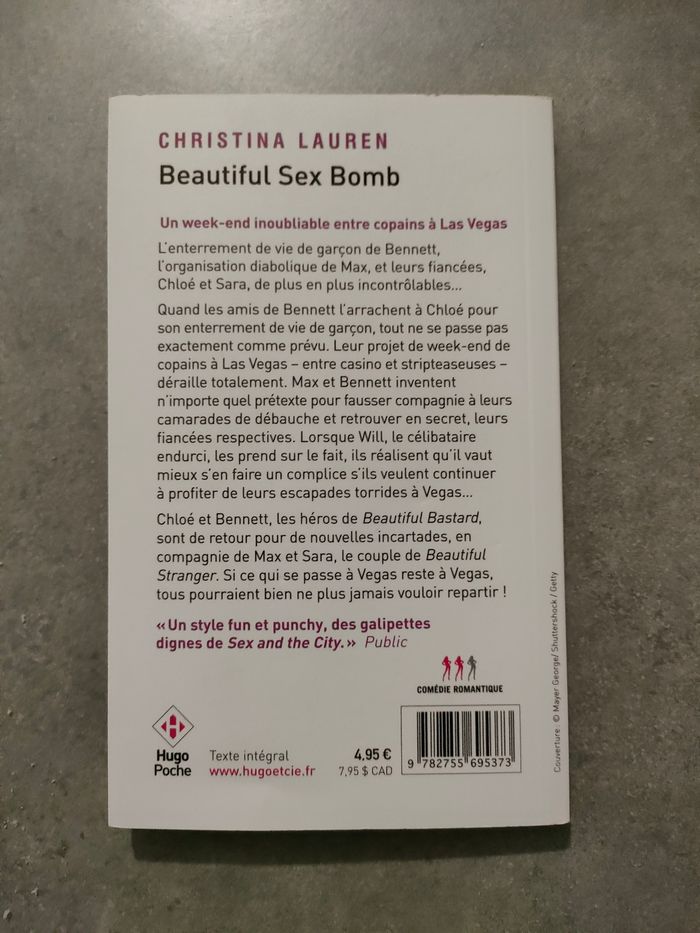 CHRISTINA LAUREN
Beautiful Sex Bomb
Un week-end inoubliable entre copains à Las Vegas
L'enterrement de vie de garçon de Bennett,
l'organisation diabolique de Max, et leurs fiancées,
Chloé et Sara, de plus en plus incontrôlables...
Quand les amis de Bennett l'arrachent à Chloé pour
son enterrement de vie de garçon, tout ne se passe pas
exactement comme prévu. Leur projet de week-end de
copains à Las Vegas – entre casino et stripteaseuses –
déraille totalement. Max et Bennett inventent
n'importe quel prétexte pour fausser compagnie à leurs
camarades de débauche et retrouver en secret, leurs
fiancées respectives. Lorsque Will, le célibataire
endurci, les prend sur le fait, ils réalisent qu'il vaut
mieux s'en faire un complice s'ils veulent continuer
à profiter de leurs escapades torrides à Vegas...
Chloé et Bennett, les héros de Beautiful Bastard,
sont de retour pour de nouvelles incartades, en
compagnie de Max et Sara, le couple de Beautiful
Stranger. Si ce qui se passe à Vegas reste à Vegas,
tous pourraient bien ne plus jamais vouloir repartir !
« Un style fun et punchy, des galipettes
dignes de Sex and the City. » Public
COMÉDIE ROMANTIQUE
Hugo
Poche
Texte intégral
www.hugoetcie.fr
4,95 €
7,95 $ CAD
9 782755 695373
Couverture : © Mayer George/ Shuttershock / Getty